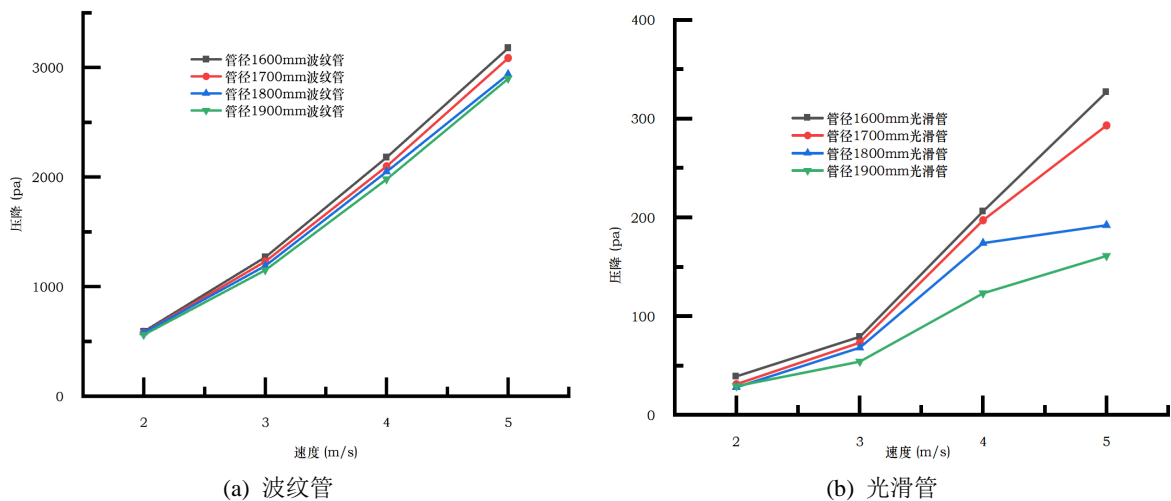 3000
2000
1000
0
压降 (pa)
管径1600mm波纹管
管径1700mm波纹管
管径1800mm波纹管
管径1900mm波纹管
2 3 4 5
速度 (m/s)
(a) 波纹管
400
300
200
100
0
压降 (pa)
管径1600mm光滑管
管径1700mm光滑管
管径1800mm光滑管
管径1900mm光滑管
2 3 4 5
速度 (m/s)
(b) 光滑管